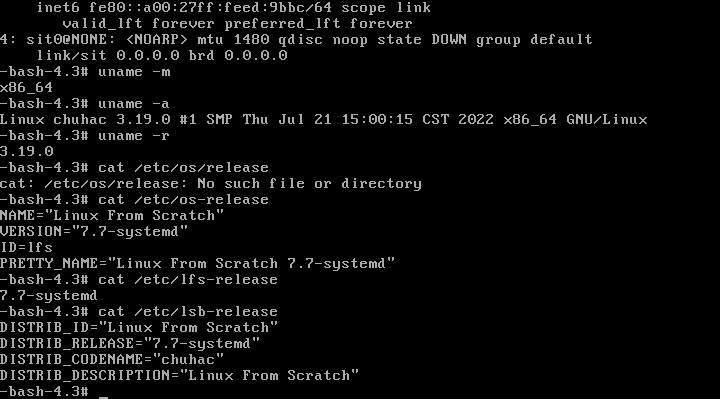 inet6 fe80::a00:27ff:feed:9bbc/64 scope link
valid_lft forever preferred_lft forever
4: sit0@NONE: <NOARP> mtu 1480 qdisc noop state DOWN group default
link/sit 0.0.0.0 brd 0.0.0.0
-bash-4.3# uname -m
x86_64
-bash-4.3# uname -a
Linux chuhac 3.19.0 #1 SMP Thu Jul 21 15:00:15 CST 2022 x86_64 GNU/Linux
-bash-4.3# uname -r
3.19.0
-bash-4.3# cat /etc/os/release
cat: /etc/os/release: No such file or directory
-bash-4.3# cat /etc/os-release
NAME="Linux From Scratch"
VERSION="7.7-systemd"
ID=lfs
PRETTY_NAME="Linux From Scratch 7.7-systemd"
-bash-4.3# cat /etc/lfs-release
7.7-systemd
-bash-4.3# cat /etc/lsb-release
DISTRIB_ID="Linux From Scratch"
DISTRIB_RELEASE="7.7-systemd"
DISTRIB_CODENAME="chuhac"
DISTRIB_DESCRIPTION="Linux From Scratch"
-bash-4.3# _